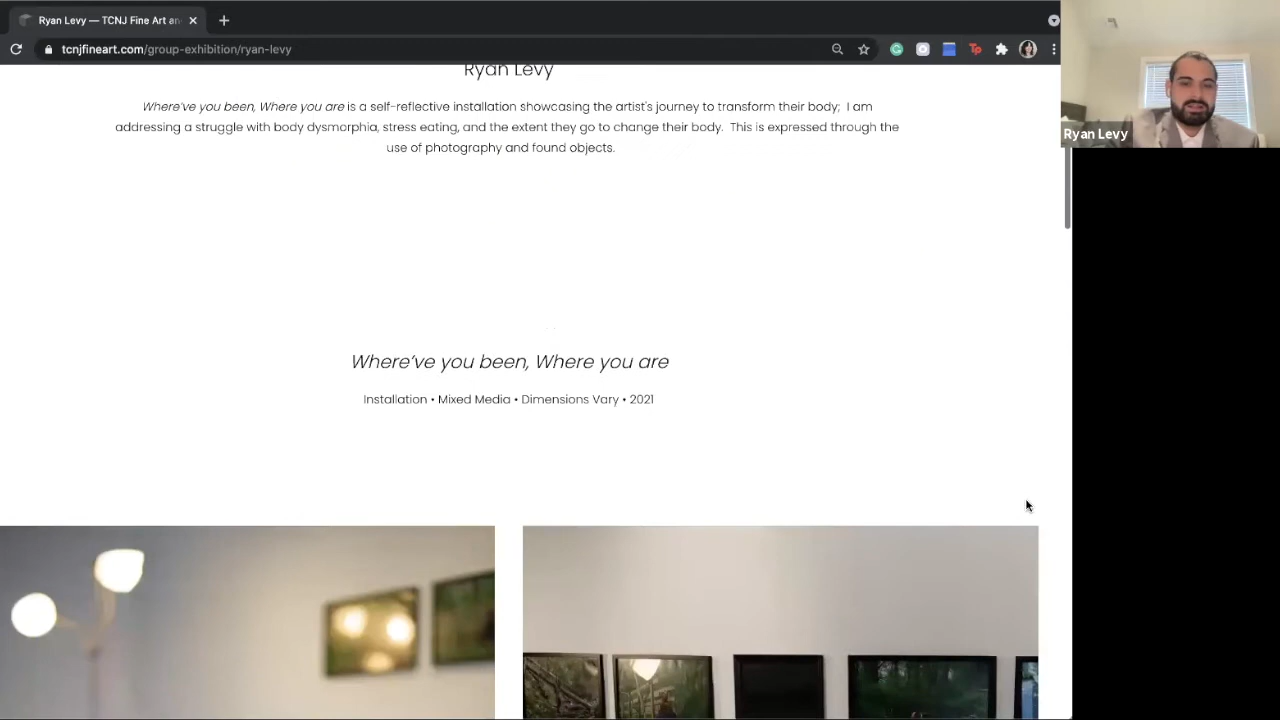 Ryan Levy — TCNJ Fine Art an
tcnjfineart.com/group-exhibition/ryan-levy
Ryan Levy
Where've you been, Where you are is a self-reflective installation showcasing the artist's journey to transform their body; I am
addressing a struggle with body dysmorphia, stress eating, and the extent they go to change their body. This is expressed through the
use of photography and found objects.
Where've you been, Where you are
Installation • Mixed Media • Dimensions Vary • 2021
Ryan Levy